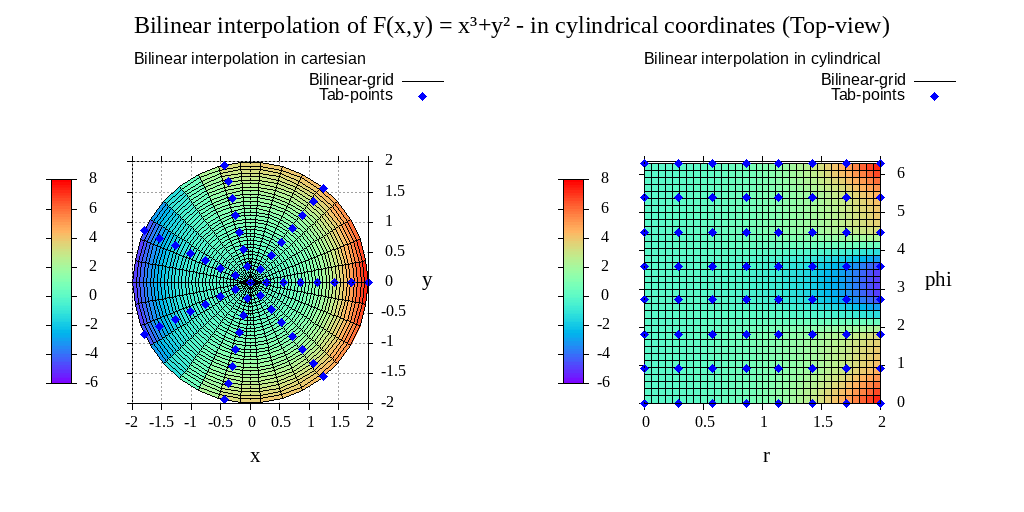 Bilinear interpolation of F(x,y) = x³+y² - in cylindrical coordinates (Top-view)
Bilinear interpolation in cartesian
Bilinear-grid
Tab-points
8
6
4
2
0
-2
-4
-6
2
1.5
1
0.5
0
-0.5
-1
-1.5
-2
y
-2 -1.5 -1 -0.5 0 0.5 1 1.5 2
x
Bilinear interpolation in cylindrical
Bilinear-grid
Tab-points
8
6
4
2
0
-2
-4
-6
6
5
4
3
2
1
0
phi
0 0.5 1 1.5 2
r